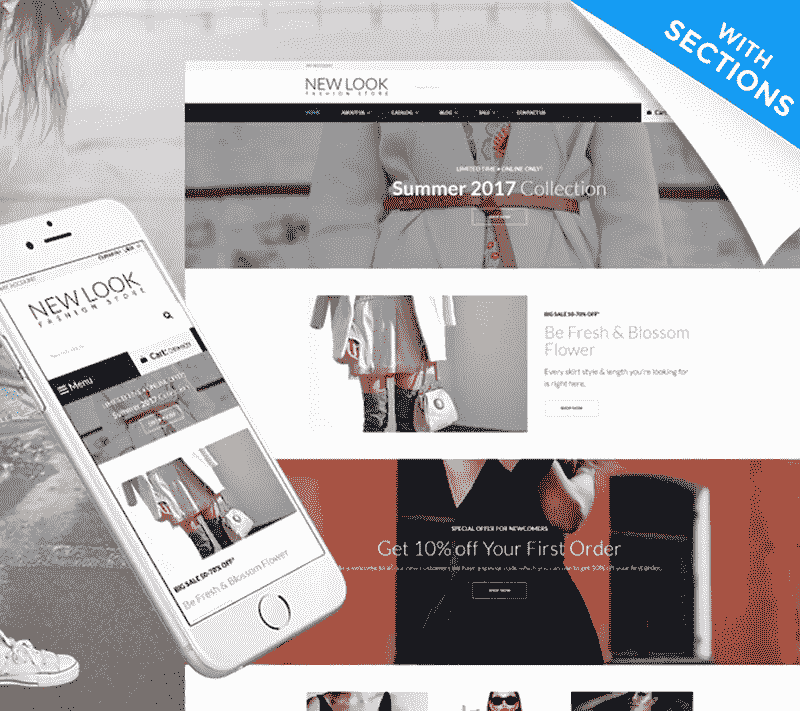 WITH
SECTIONS
MY ACCOUNT
NEW LOOK
FASHION STORE
HOME ABOUT US CATALOG BLOG SALE CONTACT US
Cart
LIMITED TIME • ONLINE ONLY!
Summer 2017 Collection
SHOP NOW
BIG SALE 50-70% OFF*
Be Fresh & Blossom
Flower
Every skirt style & length you're looking for
is right here.
SHOP NOW
SPECIAL OFFER FOR NEWCOMERS
Get 10% off Your First Order
SHOP NOW
MY ACCOUNT
NEW LOOK
FASHION STORE
Cart:
Menu
LIMITED TIME • ONLINE ONLY!
Summer 2017 Collection
SHOP NOW
BIG SALE 50-70% OFF*
Be Fresh & Blossom Flower